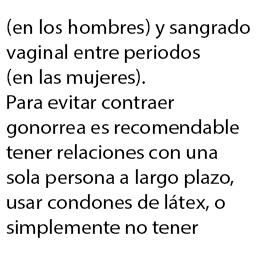 (en los hombres) y sangrado
vaginal entre periodos
(en las mujeres).
Para evitar contraer
gonorrea es recomendable
tener relaciones con una
sola persona a largo plazo,
usar condones de látex, o
simplemente no tener